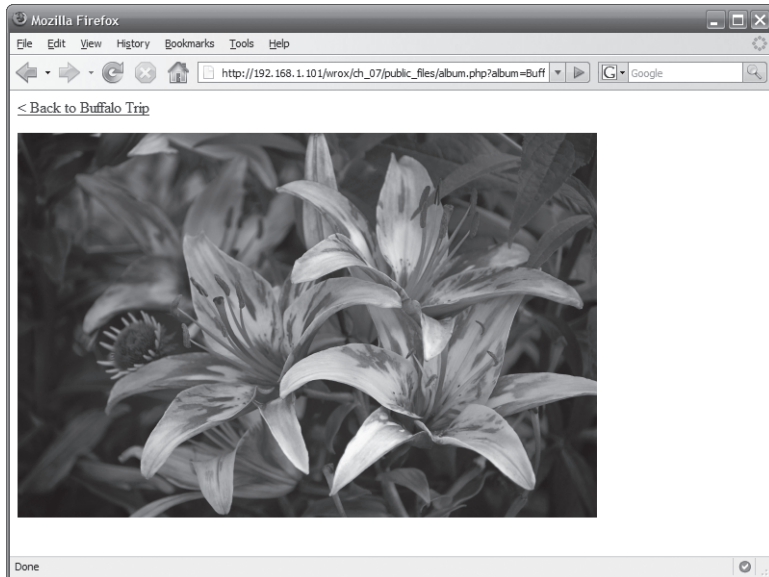 Mozilla Firefox
File Edit View History Bookmarks Tools Help
http://192.168.1.101/wrox/ch_07/public_files/album.php?album=Buff
G Google
< Back to Buffalo Trip
Done